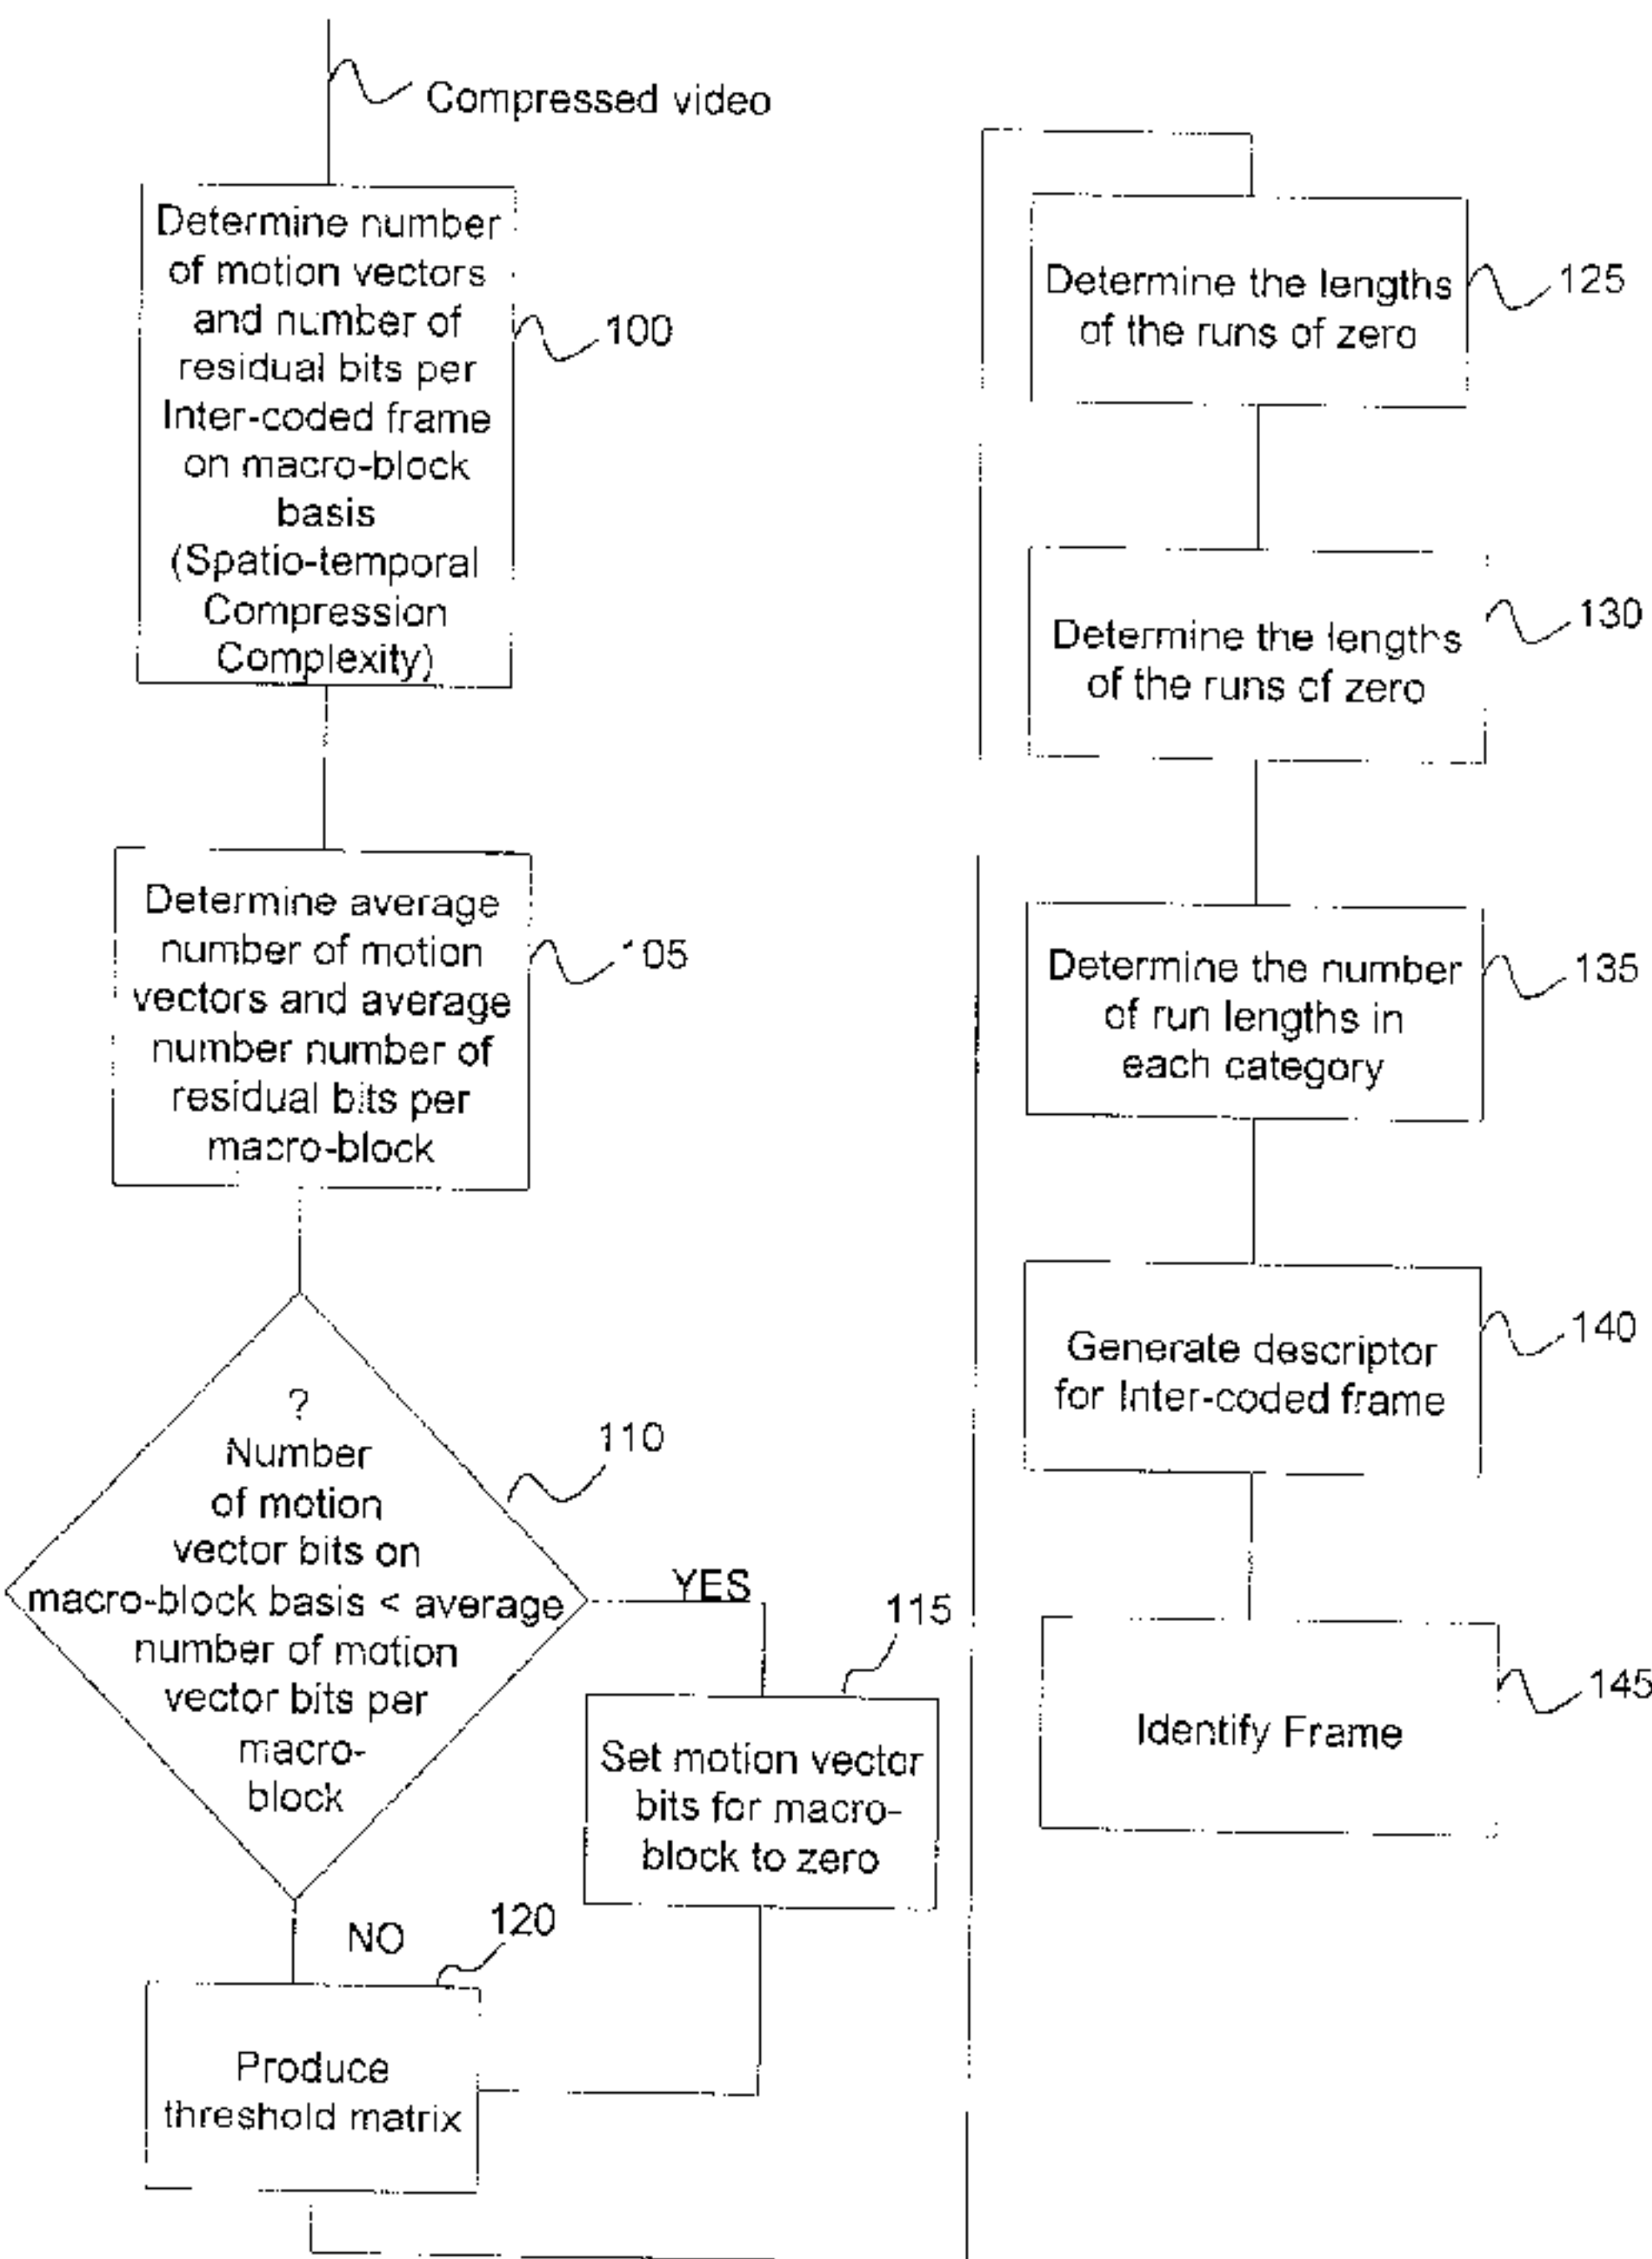 Compressed video
Determine number
of motion vectors
and number of
residual bits per
Inter-coded frame
on macro-block
basis
(Spatio-temporal
Compression
Complexity)
100
Determine average
number of motion
vectors and average
number number of
residual bits per
macro-block
105
?
Number
of motion
vector bits on
macro-block basis < average
number of motion
vector bits per
macro-
block
110
YES
115
Set motion vector
bits for macro-
block to zero
NO
120
Produce
threshold matrix
Determine the lengths
of the runs of zero
125
Determine the lengths
of the runs of zero
130
Determine the number
of run lengths in
each category
135
Generate descriptor
for Inter-coded frame
140
Identify Frame
145